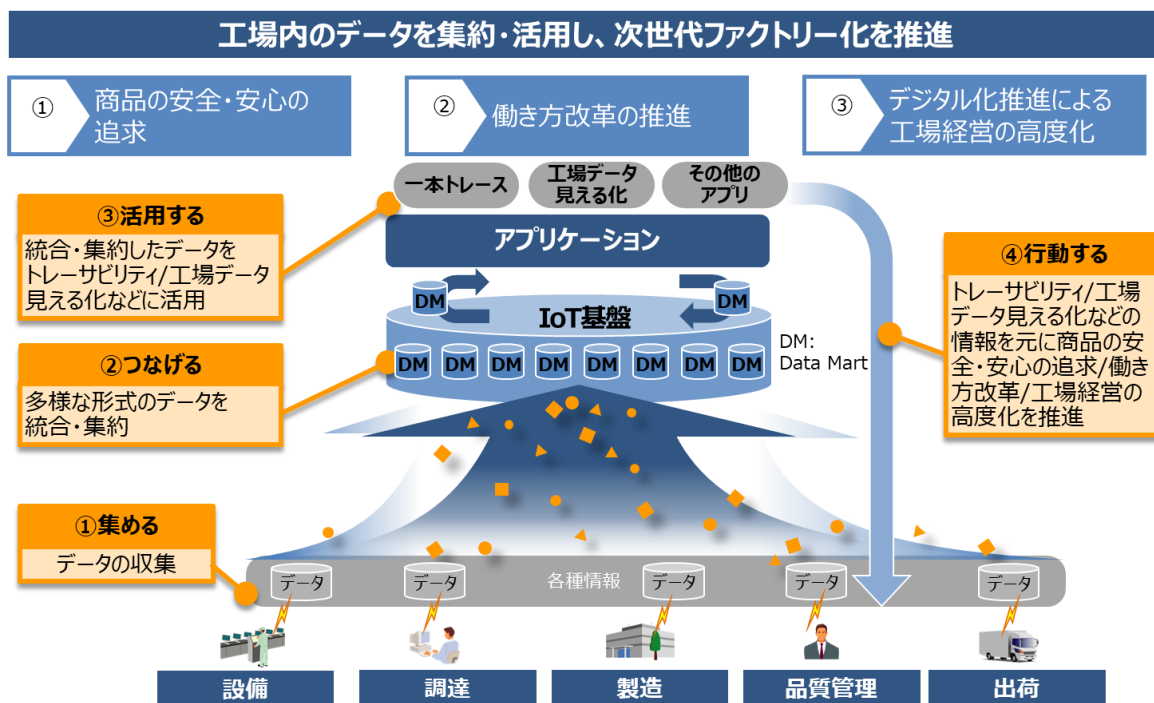 工場内のデータを集約・活用し、次世代ファクトリー化を推進
①
商品の安全・安心の
追求
②
働き方改革の推進
③
デジタル化推進による
工場経営の高度化
一本トレース
工場データ
見える化
その他の
アプリ
アプリケーション
③活用する
統合・集約したデータを
トレーサビリティ/工場データ
見える化などに活用
DM
DM
IoT基盤
DM
DM
DM
DM
DM
DM
DM
DM
DM:
Data Mart
②つなげる
多様な形式のデータを
統合・集約
④行動する
トレーサビリティ/工場
データ見える化などの
情報を元に商品の安
全・安心の追求/働き
方改革/工場経営の
高度化を推進
①集める
データの収集
各種情報
データ
データ
データ
データ
データ
設備
調達
製造
品質管理
出荷